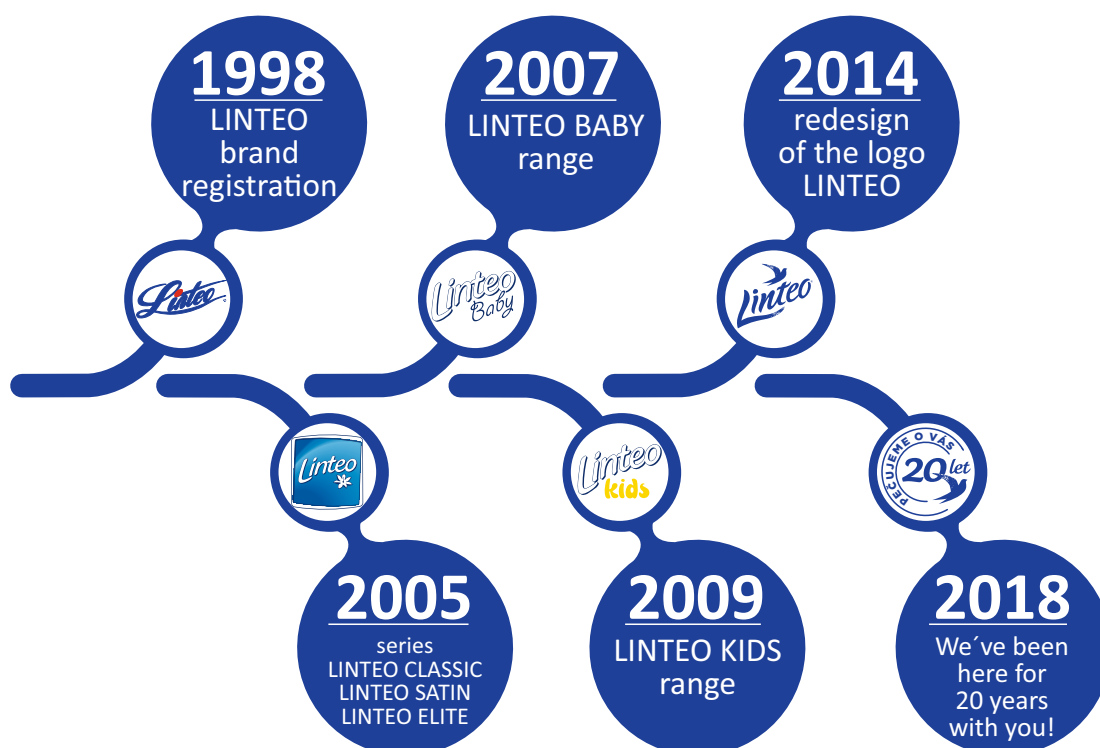 1998
LINTEO
brand
registration
2007
LINTEO BABY
range
2014
redesign
of the logo
LINTEO
Linteo
Linteo
Baby
Linteo
Linteo
Linteo
kids
PEČUJEME O VÁS
20 let
2005
series
LINTEO CLASSIC
LINTEO SATIN
LINTEO ELITE
2009
LINTEO KIDS
range
2018
We´ve been
here for
20 years
with you!